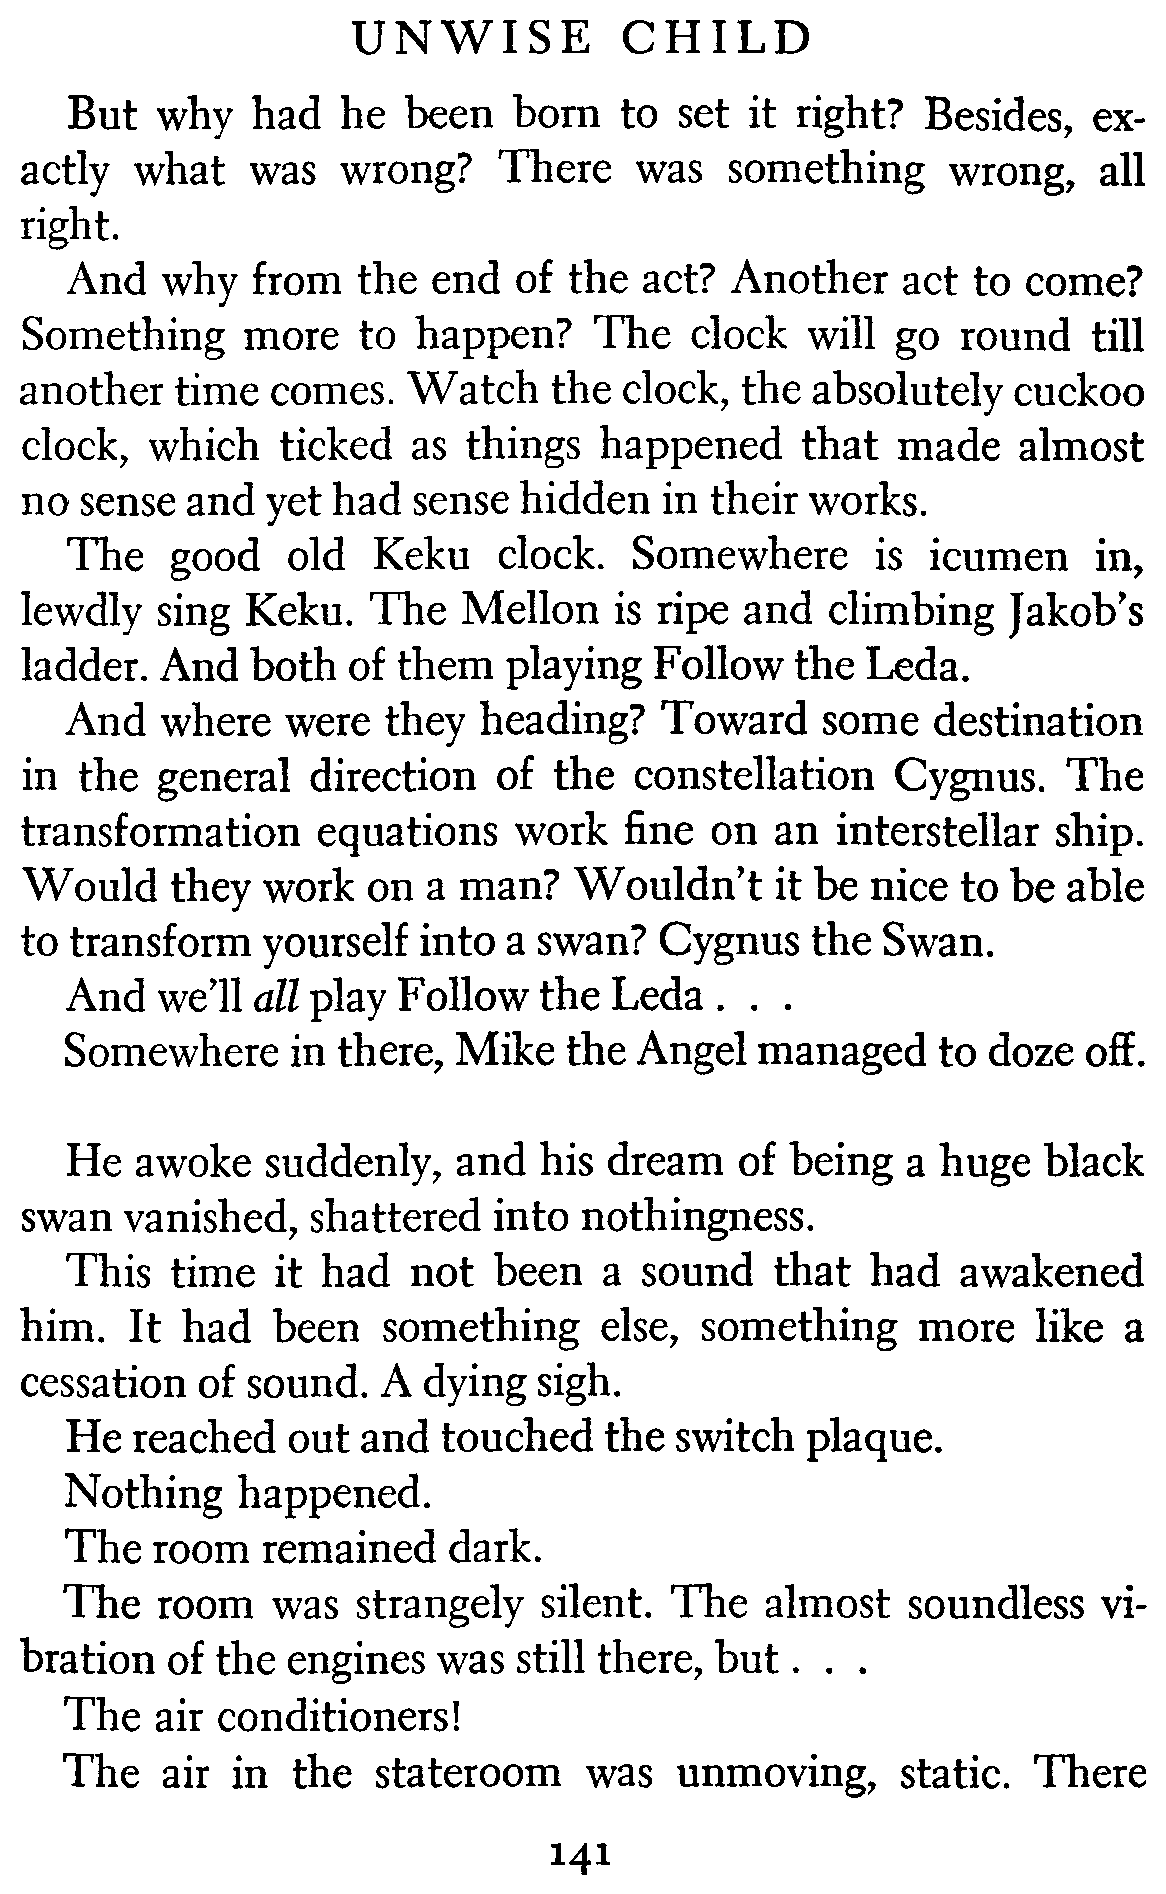 UNWISE CHILD
But why had he been born to set it right? Besides, ex-
actly what was wrong? There was something wrong, all
right.
And why from the end of the act? Another act to come?
Something more to happen? The clock will go round till
another time comes. Watch the clock, the absolutely cuckoo
clock, which ticked as things happened that made almost
no sense and yet had sense hidden in their works.
The good old Keku clock. Somewhere is icumen in,
lewdly sing Keku. The Mellon is ripe and climbing Jakob's
ladder. And both of them playing Follow the Leda.
And where were they heading? Toward some destination
in the general direction of the constellation Cygnus. The
transformation equations work fine on an interstellar ship.
Would they work on a man? Wouldn't it be nice to be able
to transform yourself into a swan? Cygnus the Swan.
And we'll all play Follow the Leda . . .
Somewhere in there, Mike the Angel managed to doze off.
He awoke suddenly, and his dream of being a huge black
swan vanished, shattered into nothingness.
This time it had not been a sound that had awakened
him. It had been something else, something more like a
cessation of sound. A dying sigh.
He reached out and touched the switch plaque.
Nothing happened.
The room remained dark.
The room was strangely silent. The almost soundless vi-
bration of the engines was still there, but . . .
The air conditioners!
The air in the stateroom was unmoving, static. There
141